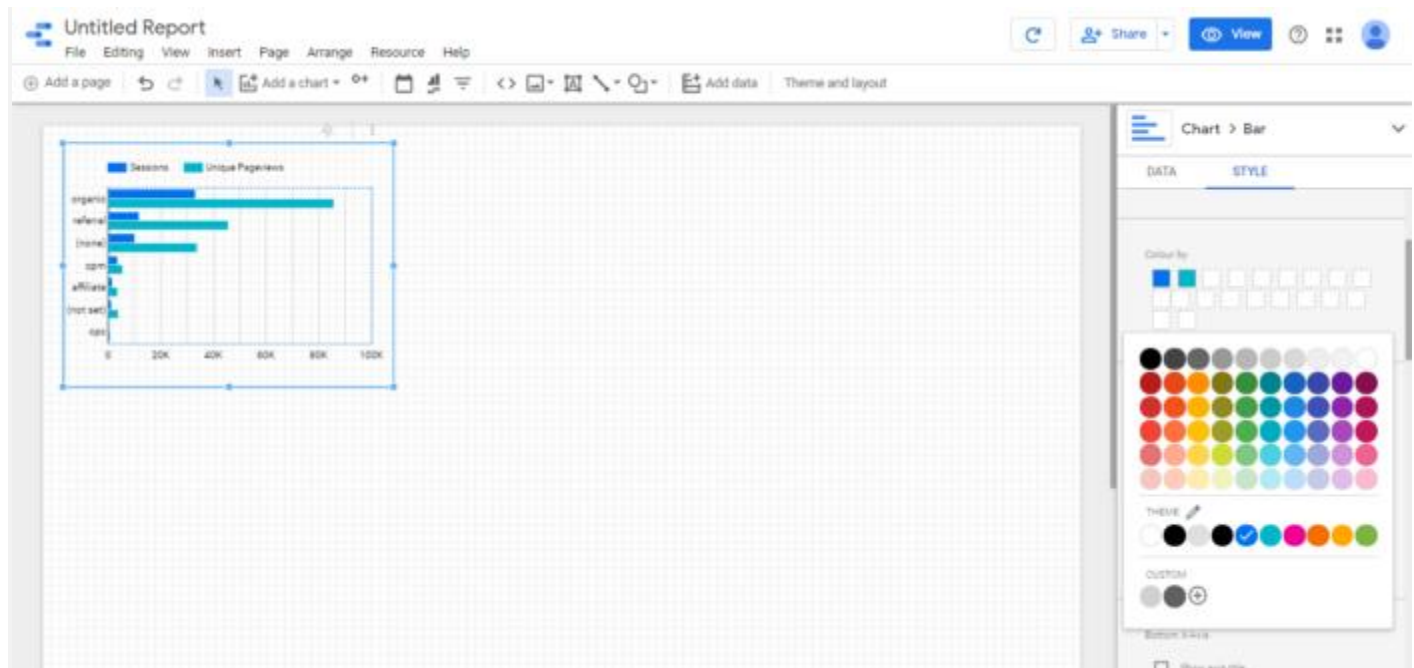 Untitled Report
File Editing View Insert Page Arrange Resource Help
Share
View
Add a page
Add a chart
Add data
Theme and layout
Chart > Bar
DATA STYLE
Sessions Unique Pageviews
organic
referral
(none)
cpm
affiliate
(not set)
0 20K 40K 60K 80K 100K
Colour by
THEME
CUSTOM
Bottom X-Axis